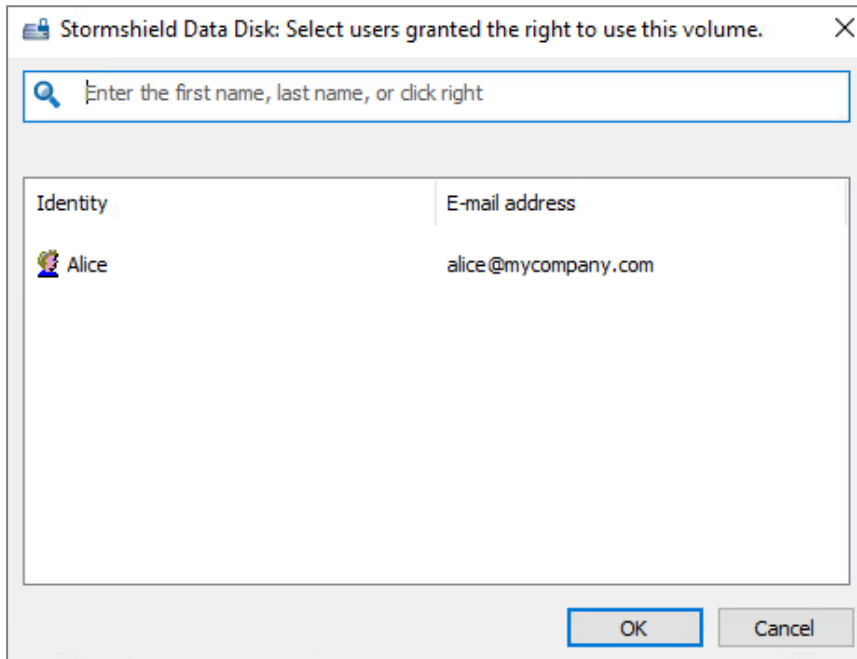 Stormshield Data Disk: Select users granted the right to use this volume.
Enter the first name, last name, or click right
Identity E-mail address
Alice alice@mycompany.com
OK Cancel